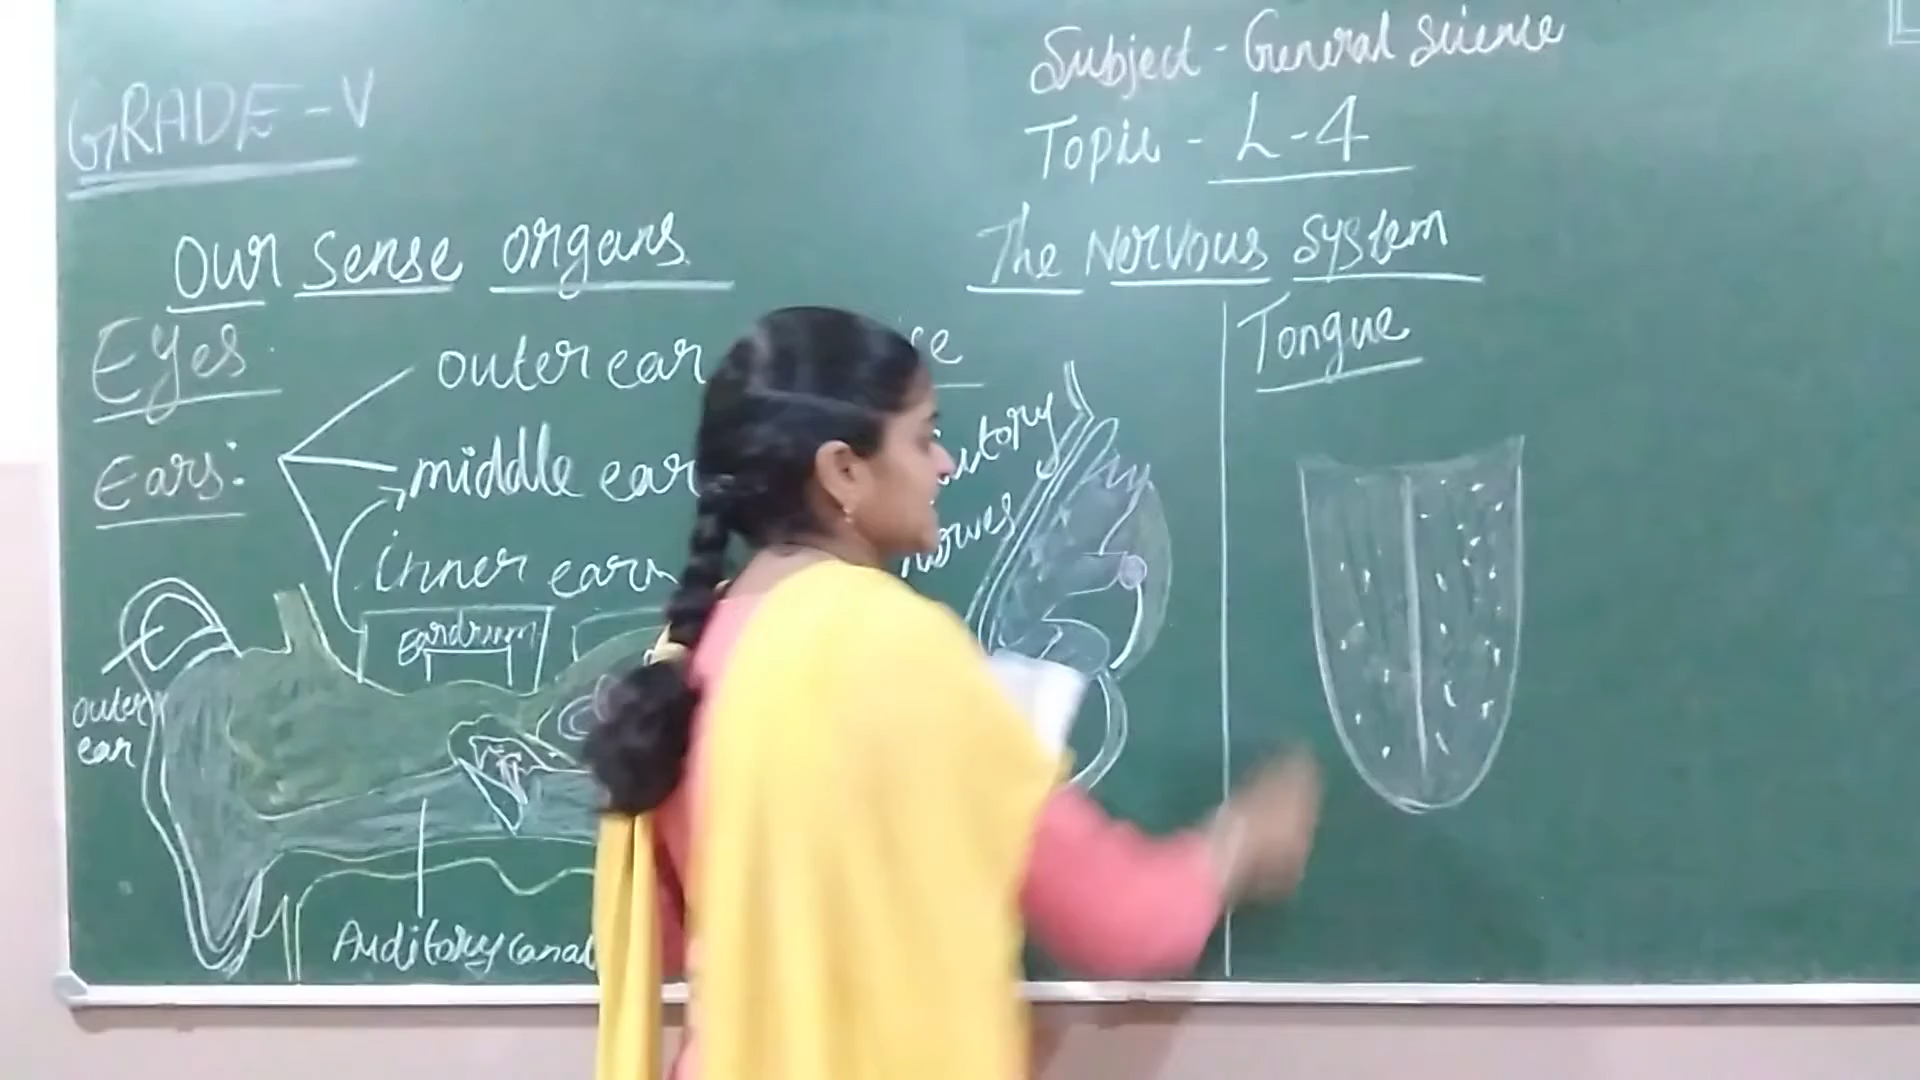 GRADE-V
Subject - General Science
Topic - L-4
Our sense organs
The Nervous System
Eyes:
Ears:
outer ear
middle ear
inner ear
Eardrum
outer
ear
Auditory canal
nerves
Tongue